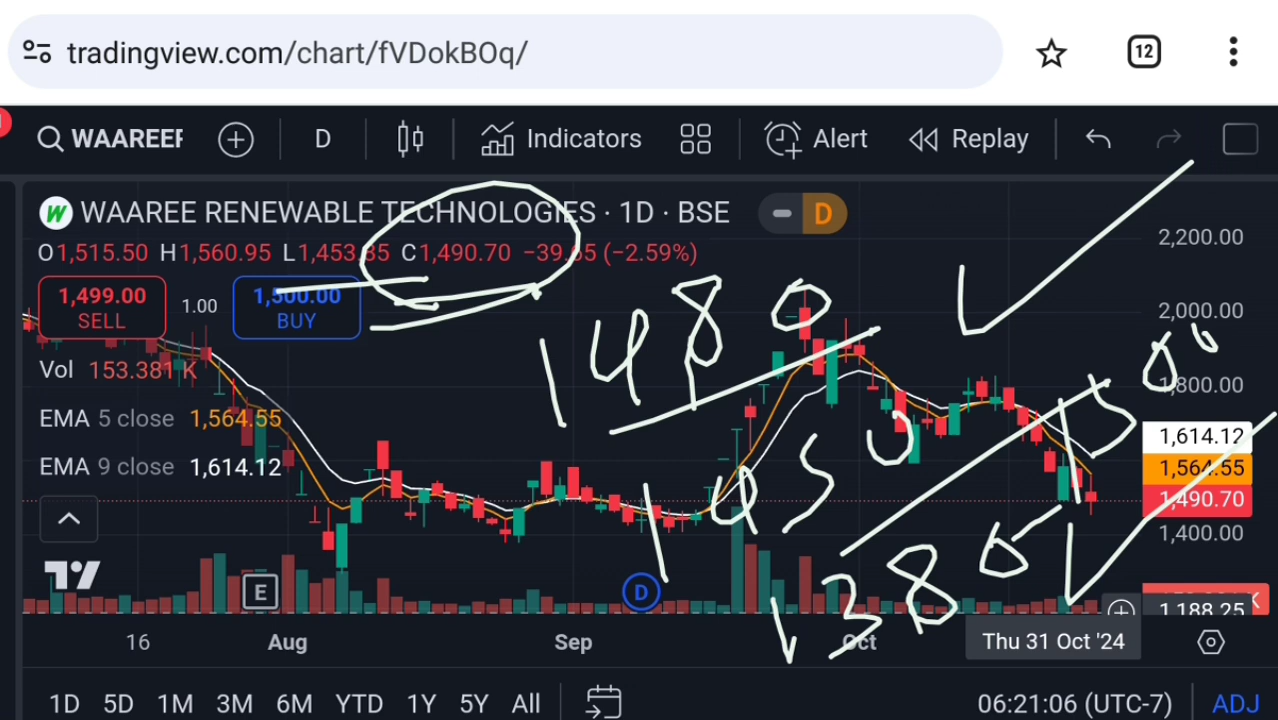 tradingview.com/chart/fVDokBOq/
12
WAAREEF
D
Indicators
Alert
Replay
WAAREE RENEWABLE TECHNOLOGIES · 1D · BSE
D
O1,515.50 H1,560.95 L1,453.85 C1,490.70 −39.65 (−2.59%)
2,200.00
1,499.00
SELL
1.00
1,500.00
BUY
2,000.00
1480
Vol 153.381 K
1,800.00
EMA 5 close 1,564.55
1,614.12
EMA 9 close 1,614.12
1,564.55
1450
1,490.70
1,400.00
1380
E
D
1,188.25
16
Aug
Sep
Oct
Thu 31 Oct '24
1D 5D 1M 3M 6M YTD 1Y 5Y All
06:21:06 (UTC-7)
ADJ